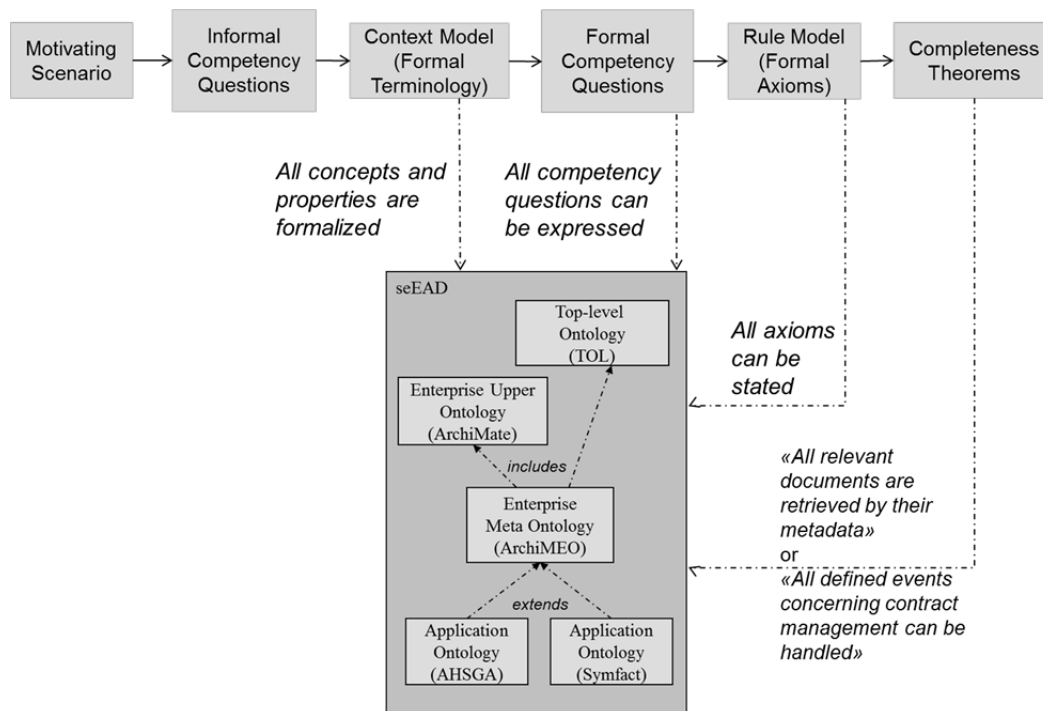 Motivating
Scenario
Informal
Competency
Questions
Context Model
(Formal
Terminology)
Formal
Competency
Questions
Rule Model
(Formal
Axioms)
Completeness
Theorems
All concepts and
properties are
formalized
All competency
questions can
be expressed
seEAD
Top-level
Ontology
(TOL)
All axioms
can be
stated
Enterprise Upper
Ontology
(ArchiMate)
includes
Enterprise
Meta Ontology
(ArchiMEO)
«All relevant
documents are
retrieved by their
metadata»
or
«All defined events
concerning contract
management can be
handled»
extends
Application
Ontology
(AHSGA)
Application
Ontology
(Symfact)